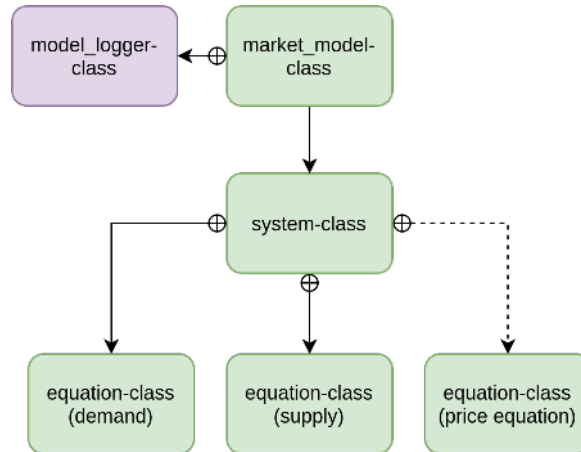 model_logger-
class
market_model-
class
system-class
equation-class
(demand)
equation-class
(supply)
equation-class
(price equation)